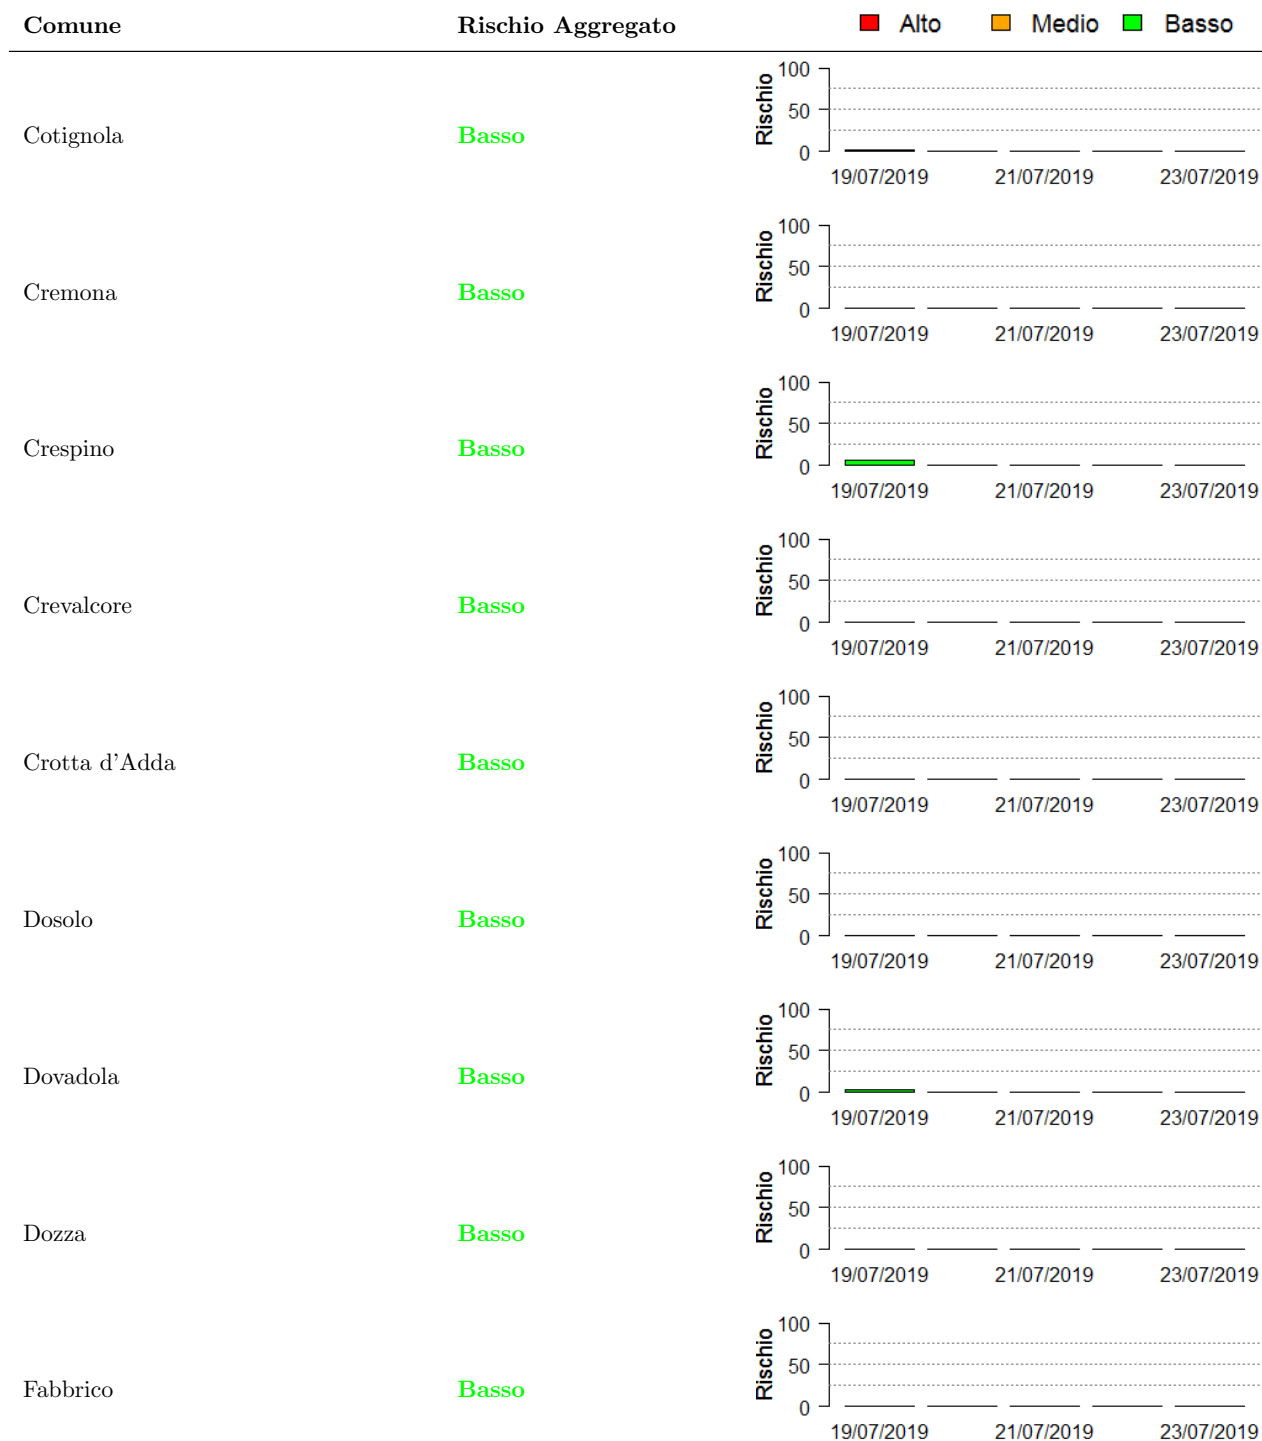 Comune Rischio Aggregato Alto Medio Basso
Cotignola Basso Rischio 100 50 0
19/07/2019 21/07/2019 23/07/2019
Cremona Basso Rischio 100 50 0
19/07/2019 21/07/2019 23/07/2019
Crespino Basso Rischio 100 50 0
19/07/2019 21/07/2019 23/07/2019
Crevalcore Basso Rischio 100 50 0
19/07/2019 21/07/2019 23/07/2019
Crotta d'Adda Basso Rischio 100 50 0
19/07/2019 21/07/2019 23/07/2019
Dosolo Basso Rischio 100 50 0
19/07/2019 21/07/2019 23/07/2019
Dovadola Basso Rischio 100 50 0
19/07/2019 21/07/2019 23/07/2019
Dozza Basso Rischio 100 50 0
19/07/2019 21/07/2019 23/07/2019
Fabbrico Basso Rischio 100 50 0
19/07/2019 21/07/2019 23/07/2019